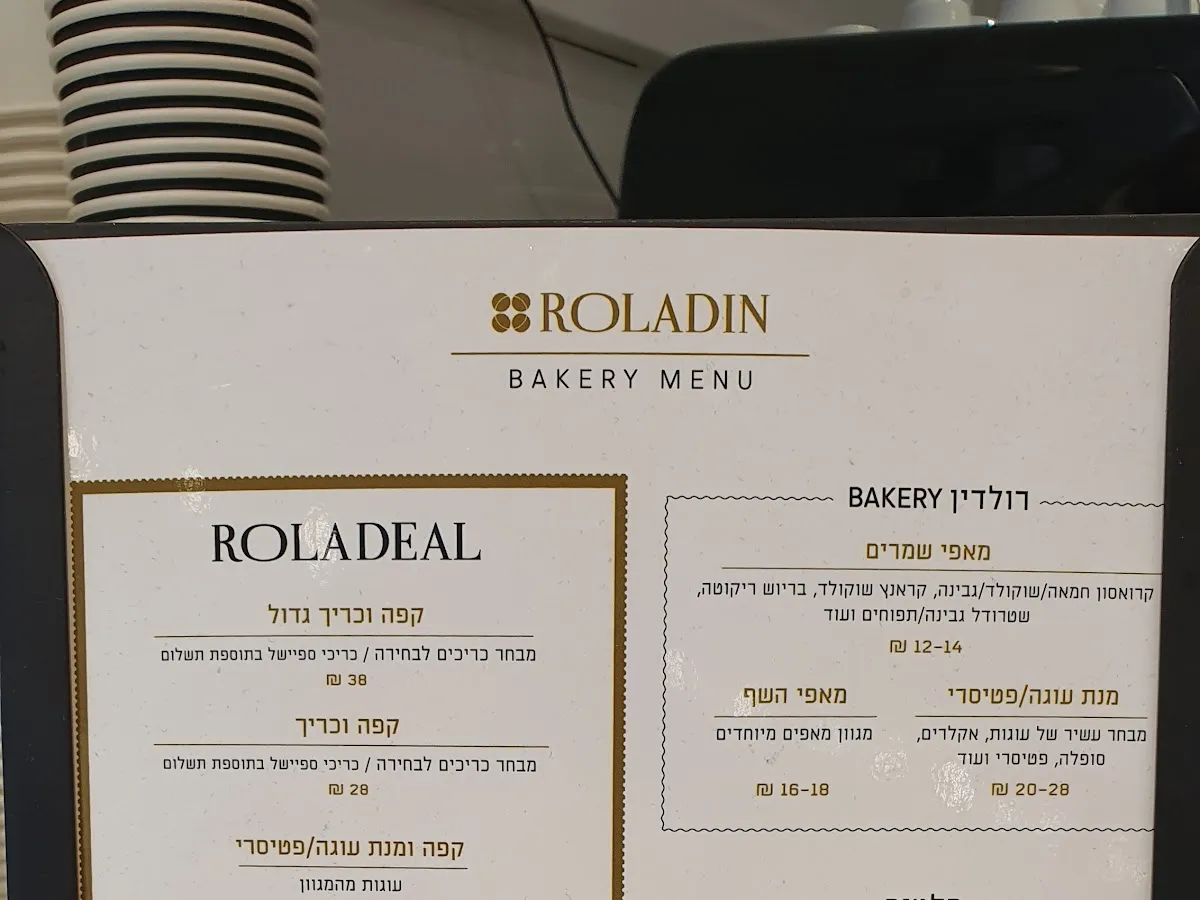 ROLADIN
BAKERY MENU
ROLADEAL
קפה וכריך גדול
מבחר כריכים לבחירה / כריכי ספיישל בתוספת תשלום
38 ₪
קפה וכריך
מבחר כריכים לבחירה / כריכי ספיישל בתוספת תשלום
28 ₪
קפה ומנת עוגה/פטיסרי
עוגות מהמגוון
רולדין BAKERY
מאפי שמרים
קרואסון חמאה/שוקולד/גבינה, קראנץ שוקולד, בריוש ריקוטה,
שטרודל גבינה/תפוחים ועוד
12-14 ₪
מנת עוגה/פטיסרי
מבחר עשיר של עוגות, אקלרים,
סופלה, פטיסרי ועוד
20-28 ₪
מאפי השף
מגוון מאפים מיוחדים
16-18 ₪